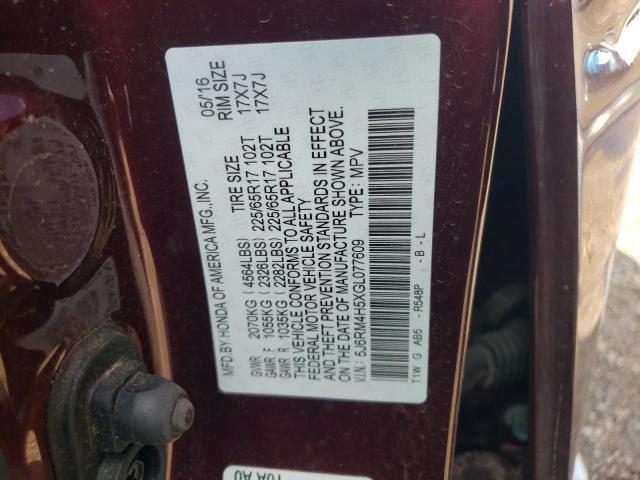 MFD.BY HONDA OF AMERICA MFG.,INC. 05/'16
TIRE SIZE RIM SIZE
GVWR 2070KG (4564LBS) 225/65R17 102T 17X7J
GAWR F 1055KG (2326LBS) 225/65R17 102T 17X7J
GAWR R 1035KG (2282LBS)
THIS VEHICLE CONFORMS TO ALL APPLICABLE
FEDERAL MOTOR VEHICLE SAFETY
AND THEFT PREVENTION STANDARDS IN EFFECT
ON THE DATE OF MANUFACTURE SHOWN ABOVE.
V.I.N.: 5J6RM4H5XGL077609 TYPE: MPV
T1W G AB5 - R548P - B - L